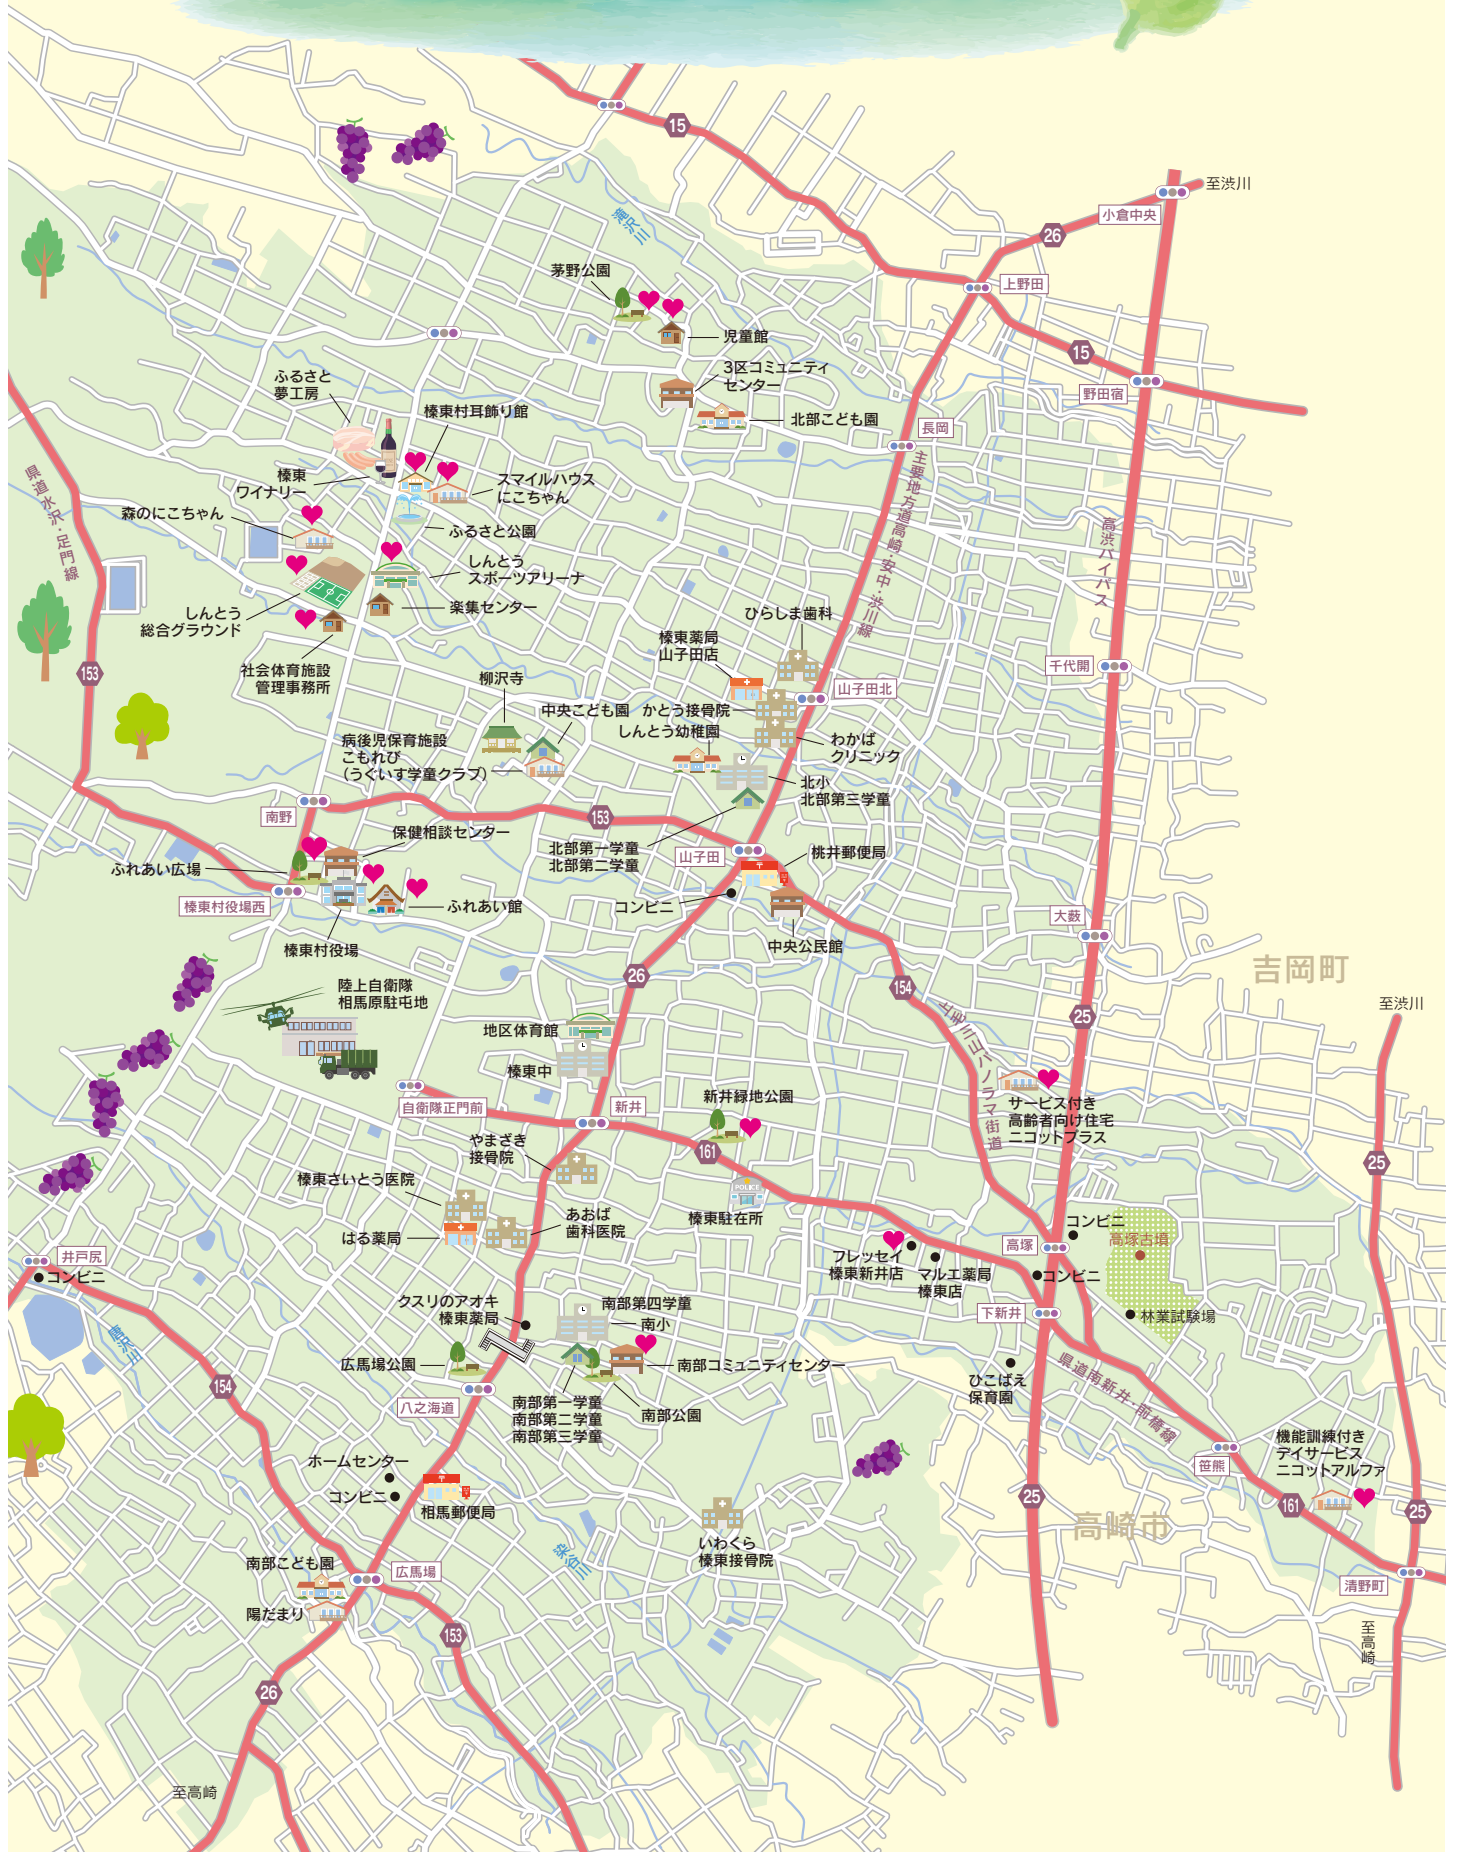 15
至渋川
小倉中央
26
滝沢川
茅野公園
上野田
児童館
15
3区コミュニティ
センター
ふるさと
夢工房
野田宿
榛東村耳飾り館
北部こども園
長岡
主要地方道高崎・安中・渋川線
県道水沢・足門線
榛東
ワイナリー
スマイルハウス
にこちゃん
森のにこちゃん
高渋バイパス
ふるさと公園
しんとう
スポーツアリーナ
楽集センター
しんとう
総合グラウンド
ひらしま歯科
榛東薬局
山子田店
153
社会体育施設
管理事務所
千代開
柳沢寺
山子田北
中央こども園
かとう接骨院
しんとう幼稚園
病後児保育施設
こもれび
(うぐいす学童クラブ)
わかば
クリニック
北小
北部第三学童
南野
153
保健相談センター
北部第一学童
北部第二学童
山子田
桃井郵便局
ふれあい広場
榛東村役場西
ふれあい館
コンビニ
大薮
榛東村役場
中央公民館
吉岡町
26
陸上自衛隊
相馬原駐屯地
154
至渋川
上毛三山パノラマ街道
25
地区体育館
榛東中
自衛隊正門前
新井
新井緑地公園
サービス付き
高齢者向け住宅
ニコットプラス
やまざき
接骨院
161
25
榛東さいとう医院
POLICE
榛東駐在所
あおば
歯科医院
はる薬局
コンビニ
高塚古墳
高塚
井戸尻
コンビニ
フレッセイ
榛東新井店
マルエ薬局
榛東店
コンビニ
クスリのアオキ
榛東薬局
南部第四学童
南小
下新井
林業試験場
唐沢川
広馬場公園
南部コミュニティセンター
県道南新井・前橋線
ひこばえ
保育園
154
八之海道
南部第一学童
南部第二学童
南部第三学童
南部公園
機能訓練付き
デイサービス
ニコットアルファ
ホームセンター
笹熊
コンビニ
25
161
25
相馬郵便局
高崎市
いわくら
榛東接骨院
染谷川
南部こども園
広馬場
清野町
陽だまり
153
至高崎
26
至高崎